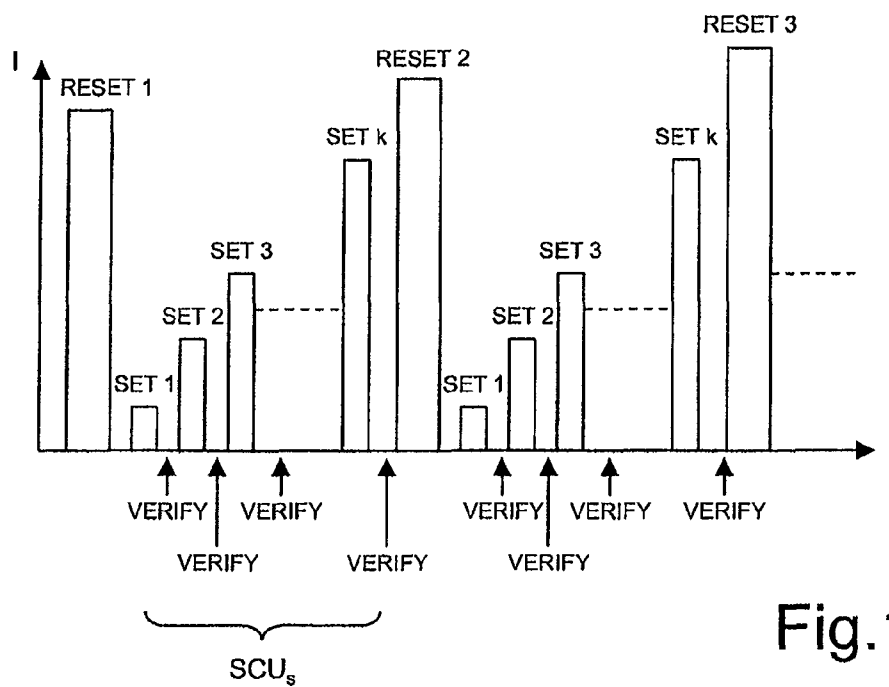 I
RESET 1
RESET 2
RESET 3
SET 1
SET 2
SET 3
SET k
SET 1
SET 2
SET 3
SET k
VERIFY
VERIFY
VERIFY
VERIFY
VERIFY
VERIFY
VERIFY
VERIFY
SCUs
Fig.